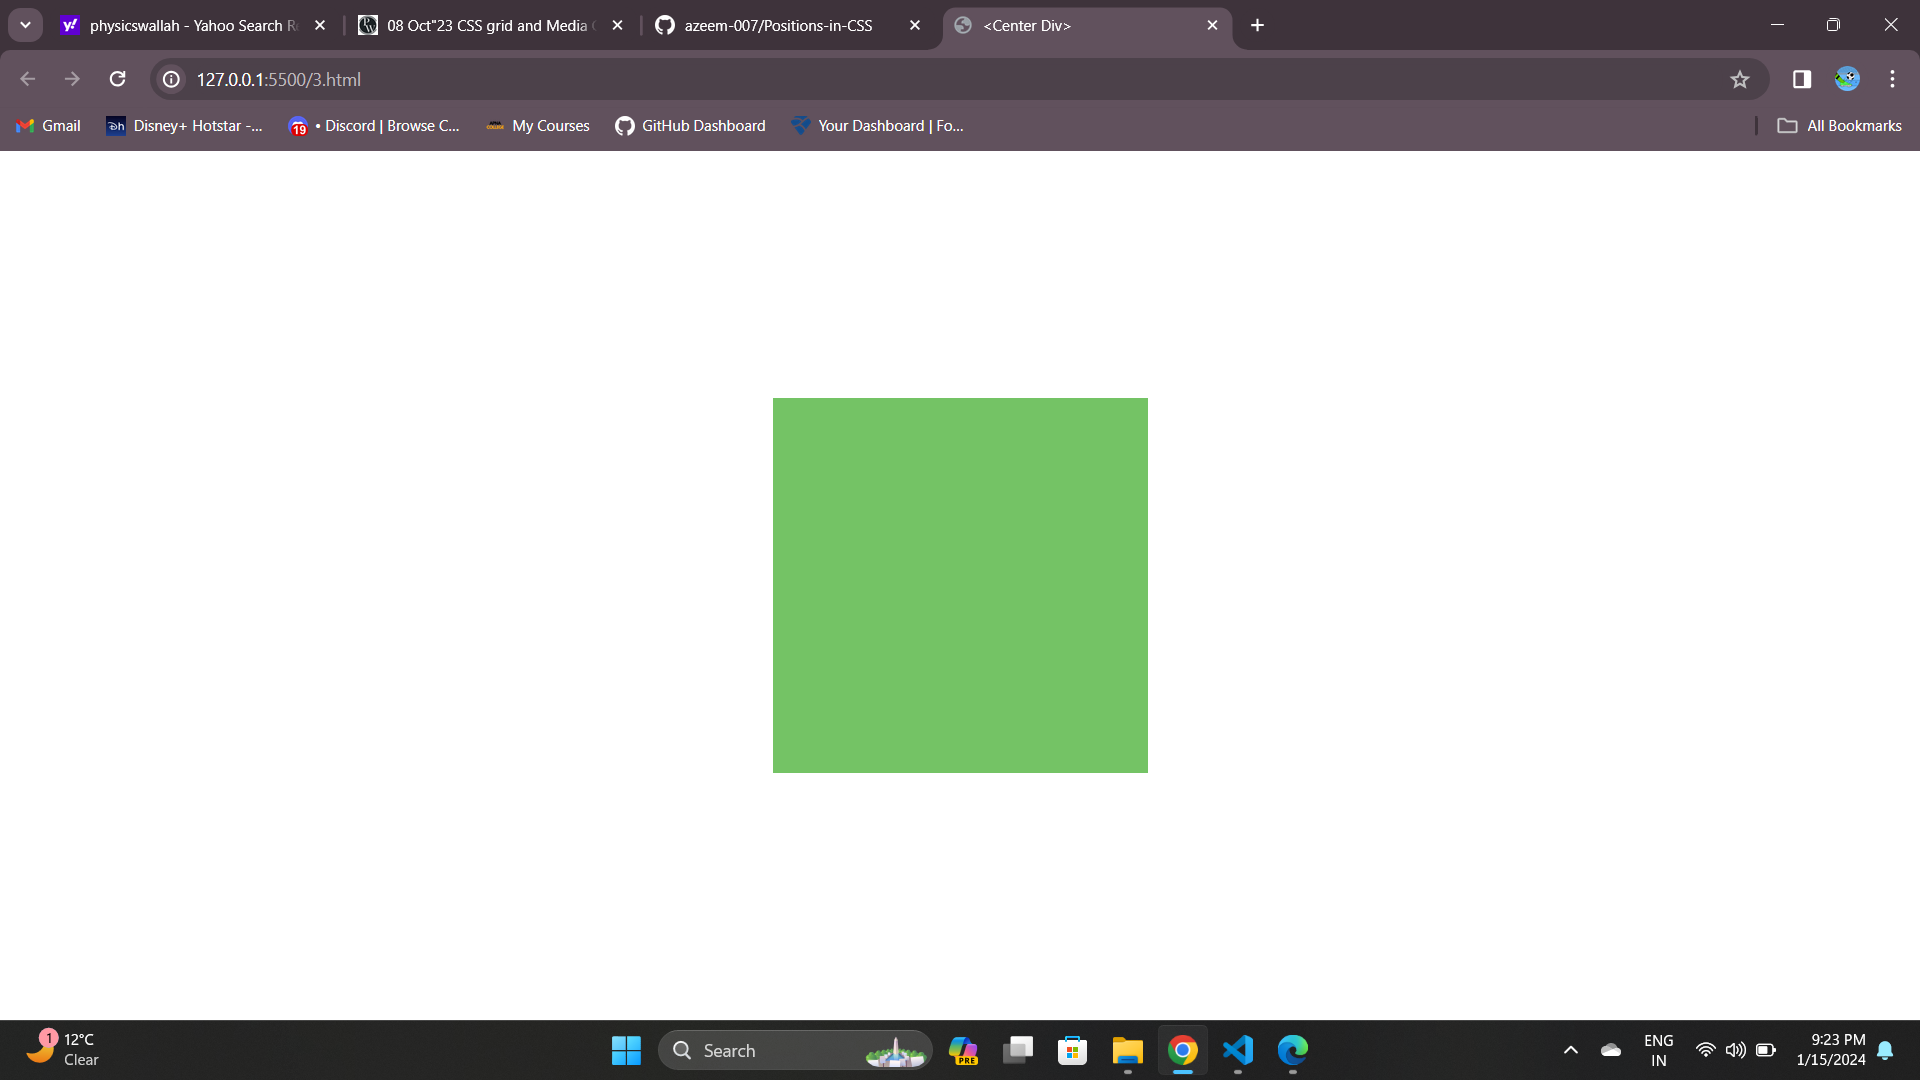 physicswallah - Yahoo Search R
08 Oct"23 CSS grid and Media
azeem-007/Positions-in-CSS
<Center Div>
127.0.0.1:5500/3.html
Gmail
Disney+ Hotstar -...
19
• Discord | Browse C...
My Courses
GitHub Dashboard
Your Dashboard | Fo...
All Bookmarks
1
12°C
Clear
Search
PRE
ENG
IN
9:23 PM
1/15/2024